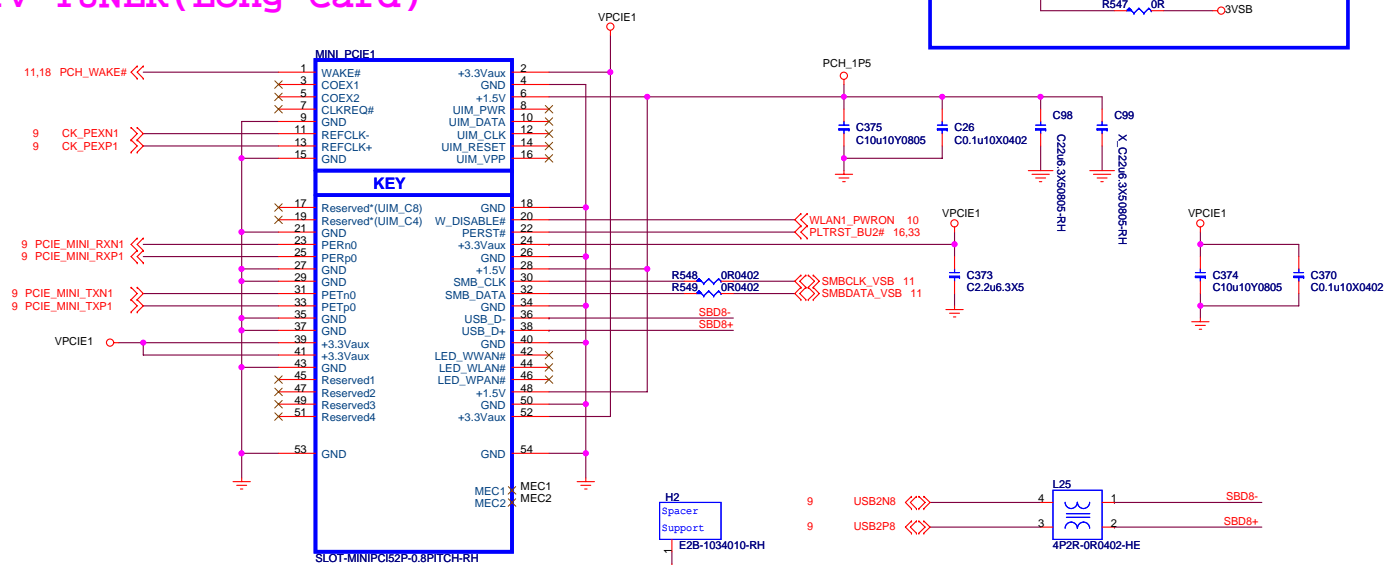 TUNER(Long Card)
R547 0R 3VSB
VPCIE1
MINI_PCIE1
11,18 PCH_WAKE# 1 WAKE# +3.3Vaux 2
3 COEX1 GND 4
5 COEX2 +1.5V 6
7 CLKREQ# UIM_PWR 8
9 GND UIM_DATA 10
9 CK_PEXN1 11 REFCLK- UIM_CLK 12
9 CK_PEXP1 13 REFCLK+ UIM_RESET 14
15 GND UIM_VPP 16
KEY
17 Reserved*(UIM_C8) GND 18
19 Reserved*(UIM_C4) W_DISABLE# 20 WLAN1_PWRON 10
21 GND PERST# 22 PLTRST_BU2# 16,33
9 PCIE_MINI_RXN1 23 PERn0 +3.3Vaux 24
9 PCIE_MINI_RXP1 25 PERp0 GND 26
27 GND +1.5V 28
29 GND SMB_CLK 30 R548 0R0402 SMBCLK_VSB 11
9 PCIE_MINI_TXN1 31 PETn0 SMB_DATA 32 R549 0R0402 SMBDATA_VSB 11
9 PCIE_MINI_TXP1 33 PETp0 GND 34
35 GND USB_D- 36 SBD8-
37 GND USB_D+ 38 SBD8+
VPCIE1 39 +3.3Vaux GND 40
41 +3.3Vaux LED_WWAN# 42
43 GND LED_WLAN# 44
45 Reserved1 LED_WPAN# 46
47 Reserved2 +1.5V 48
49 Reserved3 GND 50
51 Reserved4 +3.3Vaux 52
53 GND GND 54
MEC1 MEC1
MEC2 MEC2
SLOT-MINIPCI52P-0.8PITCH-RH
PCH_1P5
C375
C10u10Y0805
C26
C0.1u10X0402
C98
C22u6.3X50805-RH
C99
X_C22u6.3X50805-RH
VPCIE1
C373
C2.2u6.3X5
VPCIE1
C374
C10u10Y0805
C370
C0.1u10X0402
H2
Spacer
Support
1
E2B-1034010-RH
L25
9 USB2N8 4 1 SBD8-
9 USB2P8 3 2 SBD8+
4P2R-0R0402-HE